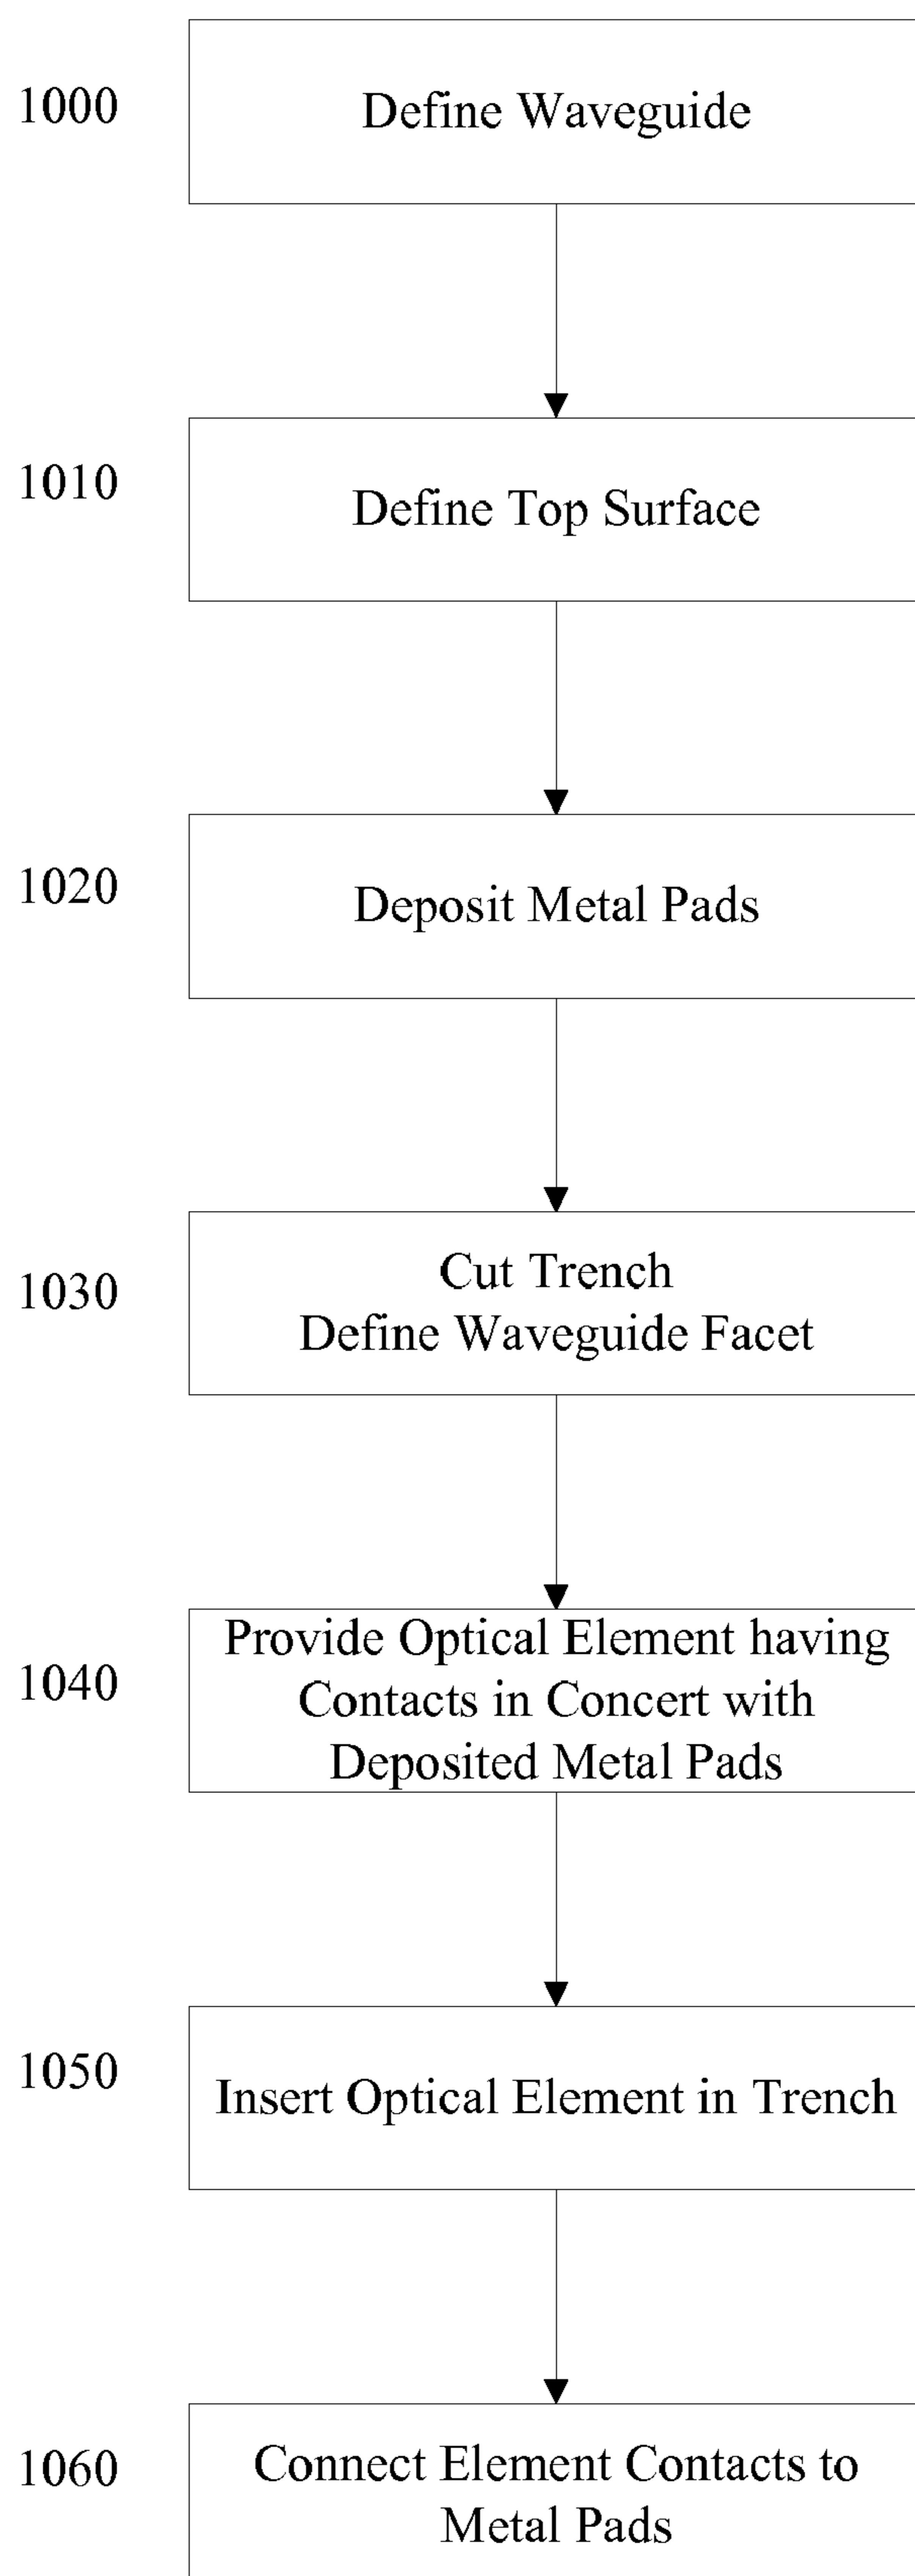 1000
Define Waveguide
1010
Define Top Surface
1020
Deposit Metal Pads
1030
Cut Trench
Define Waveguide Facet
1040
Provide Optical Element having
Contacts in Concert with
Deposited Metal Pads
1050
Insert Optical Element in Trench
1060
Connect Element Contacts to
Metal Pads